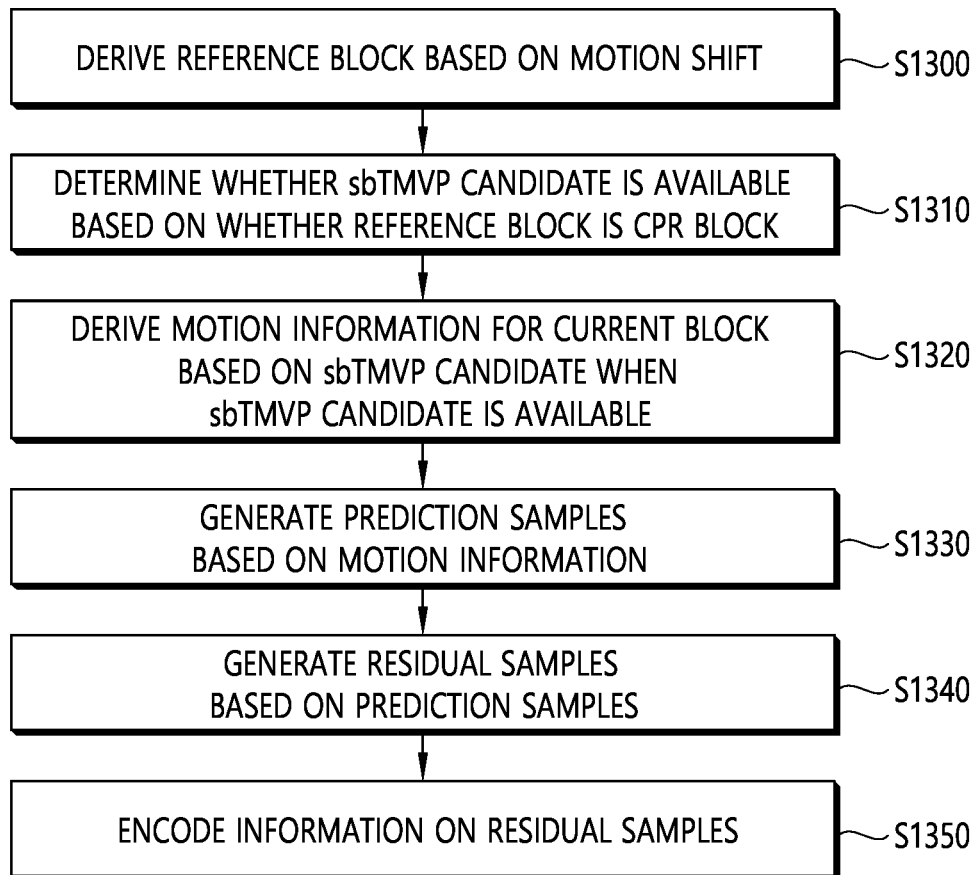 DERIVE REFERENCE BLOCK BASED ON MOTION SHIFT
S1300
DETERMINE WHETHER sbTMVP CANDIDATE IS AVAILABLE
BASED ON WHETHER REFERENCE BLOCK IS CPR BLOCK
S1310
DERIVE MOTION INFORMATION FOR CURRENT BLOCK
BASED ON sbTMVP CANDIDATE WHEN
sbTMVP CANDIDATE IS AVAILABLE
S1320
GENERATE PREDICTION SAMPLES
BASED ON MOTION INFORMATION
S1330
GENERATE RESIDUAL SAMPLES
BASED ON PREDICTION SAMPLES
S1340
ENCODE INFORMATION ON RESIDUAL SAMPLES
S1350